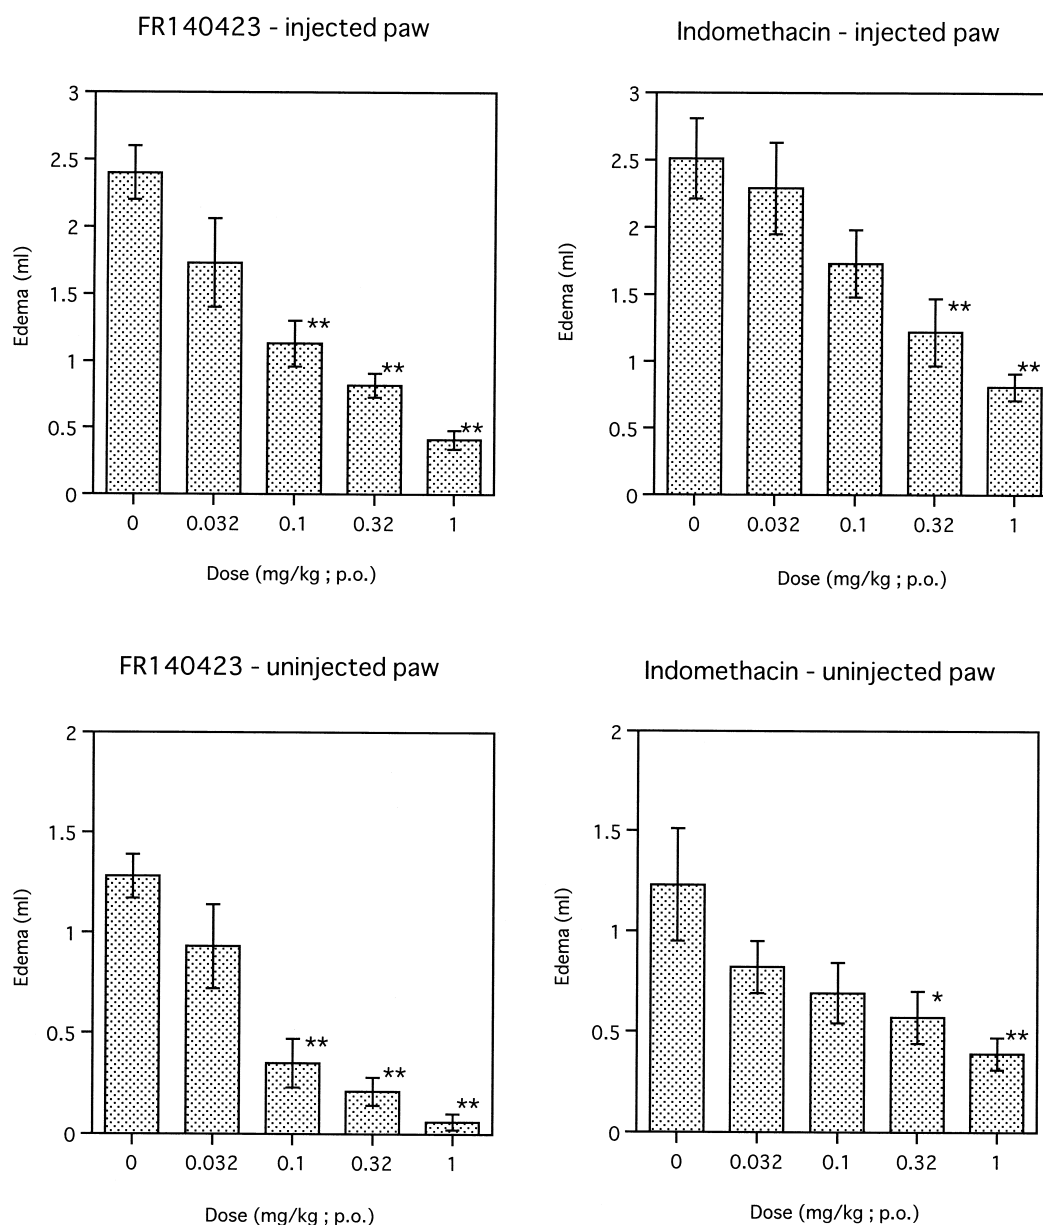 FR140423 - injected paw
3
2.5
2
1.5
1
0.5
0
Edema (ml)
**
**
**
0 0.032 0.1 0.32 1
Dose (mg/kg ; p.o.)
Indomethacin - injected paw
3
2.5
2
1.5
1
0.5
0
Edema (ml)
**
**
0 0.032 0.1 0.32 1
Dose (mg/kg ; p.o.)
FR140423 - uninjected paw
2
1.5
1
0.5
0
Edema (ml)
**
**
**
0 0.032 0.1 0.32 1
Dose (mg/kg ; p.o.)
Indomethacin - uninjected paw
2
1.5
1
0.5
0
Edema (ml)
*
**
0 0.032 0.1 0.32 1
Dose (mg/kg ; p.o.)